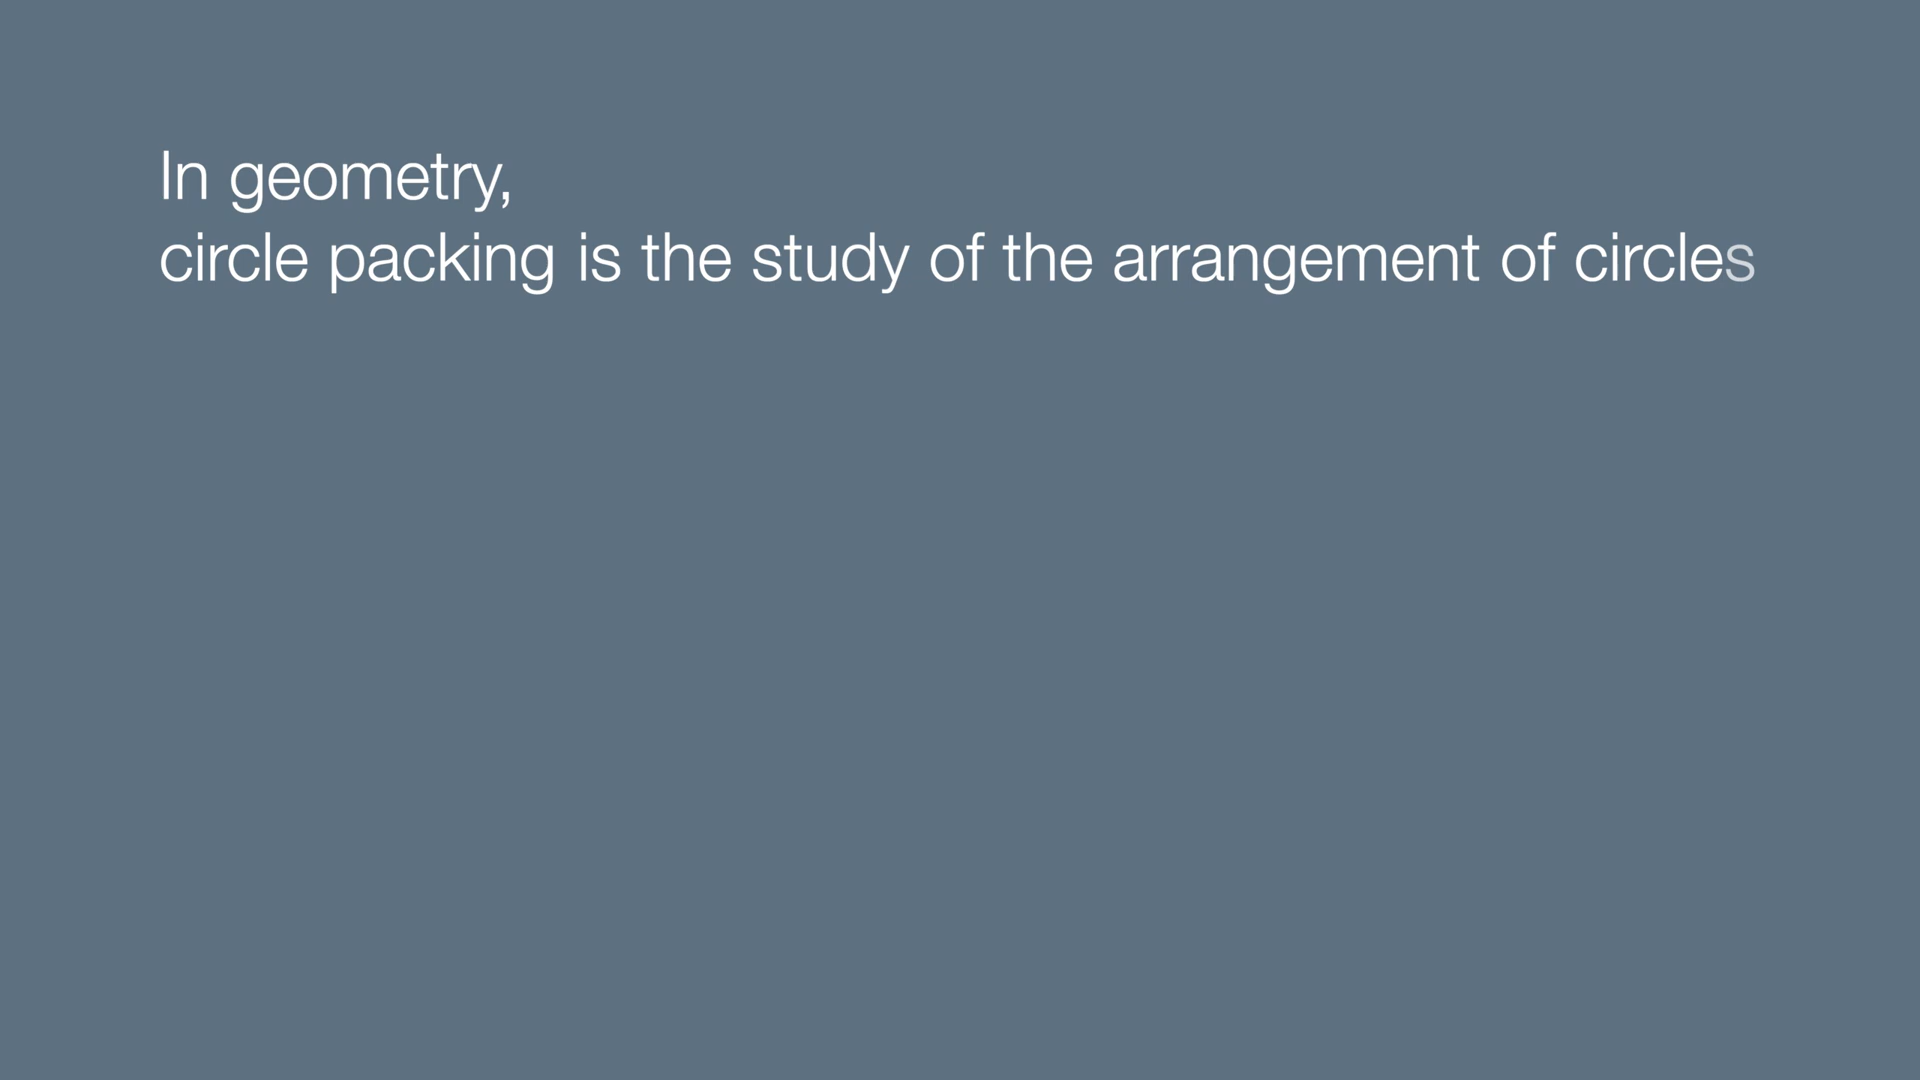 In geometry,
circle packing is the study of the arrangement of circles